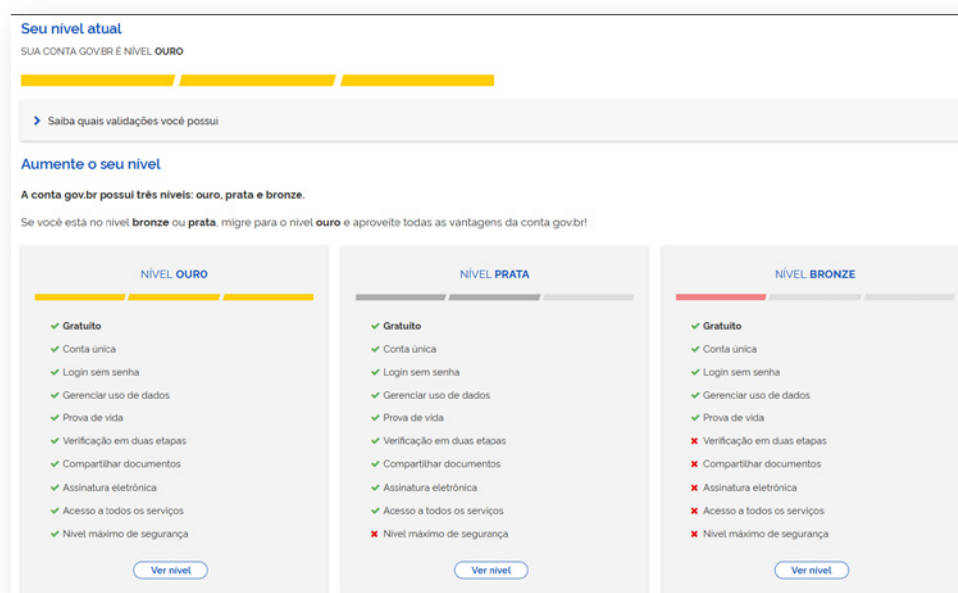 Seu nível atual
SUA CONTA GOV.BR É NÍVEL OURO
Saiba quais validações você possui
Aumente o seu nível
A conta gov.br possui três níveis: ouro, prata e bronze.
Se você está no nível bronze ou prata, migre para o nível ouro e aproveite todas as vantagens da conta gov.br!
NÍVEL OURO
Gratuito
Conta única
Login sem senha
Gerenciar uso de dados
Prova de vida
Verificação em duas etapas
Compartilhar documentos
Assinatura eletrônica
Acesso a todos os serviços
Nível máximo de segurança
Ver nível
NÍVEL PRATA
Gratuito
Conta única
Login sem senha
Gerenciar uso de dados
Prova de vida
Verificação em duas etapas
Compartilhar documentos
Assinatura eletrônica
Acesso a todos os serviços
Nível máximo de segurança
Ver nível
NÍVEL BRONZE
Gratuito
Conta única
Login sem senha
Gerenciar uso de dados
Prova de vida
Verificação em duas etapas
Compartilhar documentos
Assinatura eletrônica
Acesso a todos os serviços
Nível máximo de segurança
Ver nível